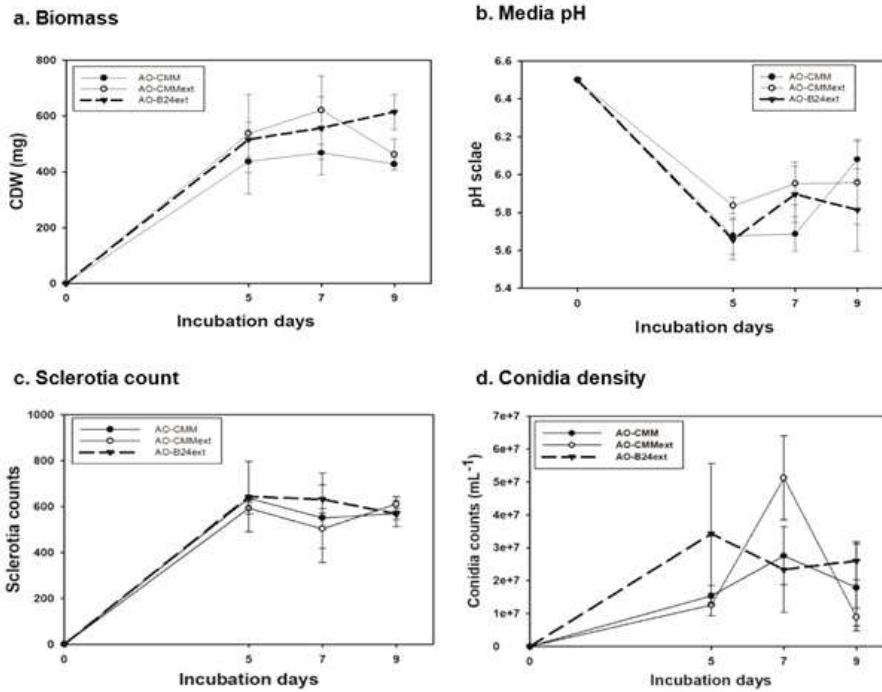 a. Biomass
800
600
400
200
0
CDW (mg)
AO-CMM
AO-CMMext
AO-B24ext
0 5 7 9
Incubation days
b. Media pH
6.6
6.4
6.2
6.0
5.8
5.6
5.4
pH sclae
AO-CMM
AO-CMMext
AO-B24ext
0 5 7 9
Incubation days
c. Sclerotia count
1000
800
600
400
200
0
Sclerotia counts
AO-CMM
AO-CMMext
AO-B24ext
0 5 7 9
Incubation days
d. Conidia density
7e+7
6e+7
5e+7
4e+7
3e+7
2e+7
1e+7
0
Conidia counts (mL⁻¹)
AO-CMM
AO-CMMext
AO-B24ext
0 5 7 9
Incubation days